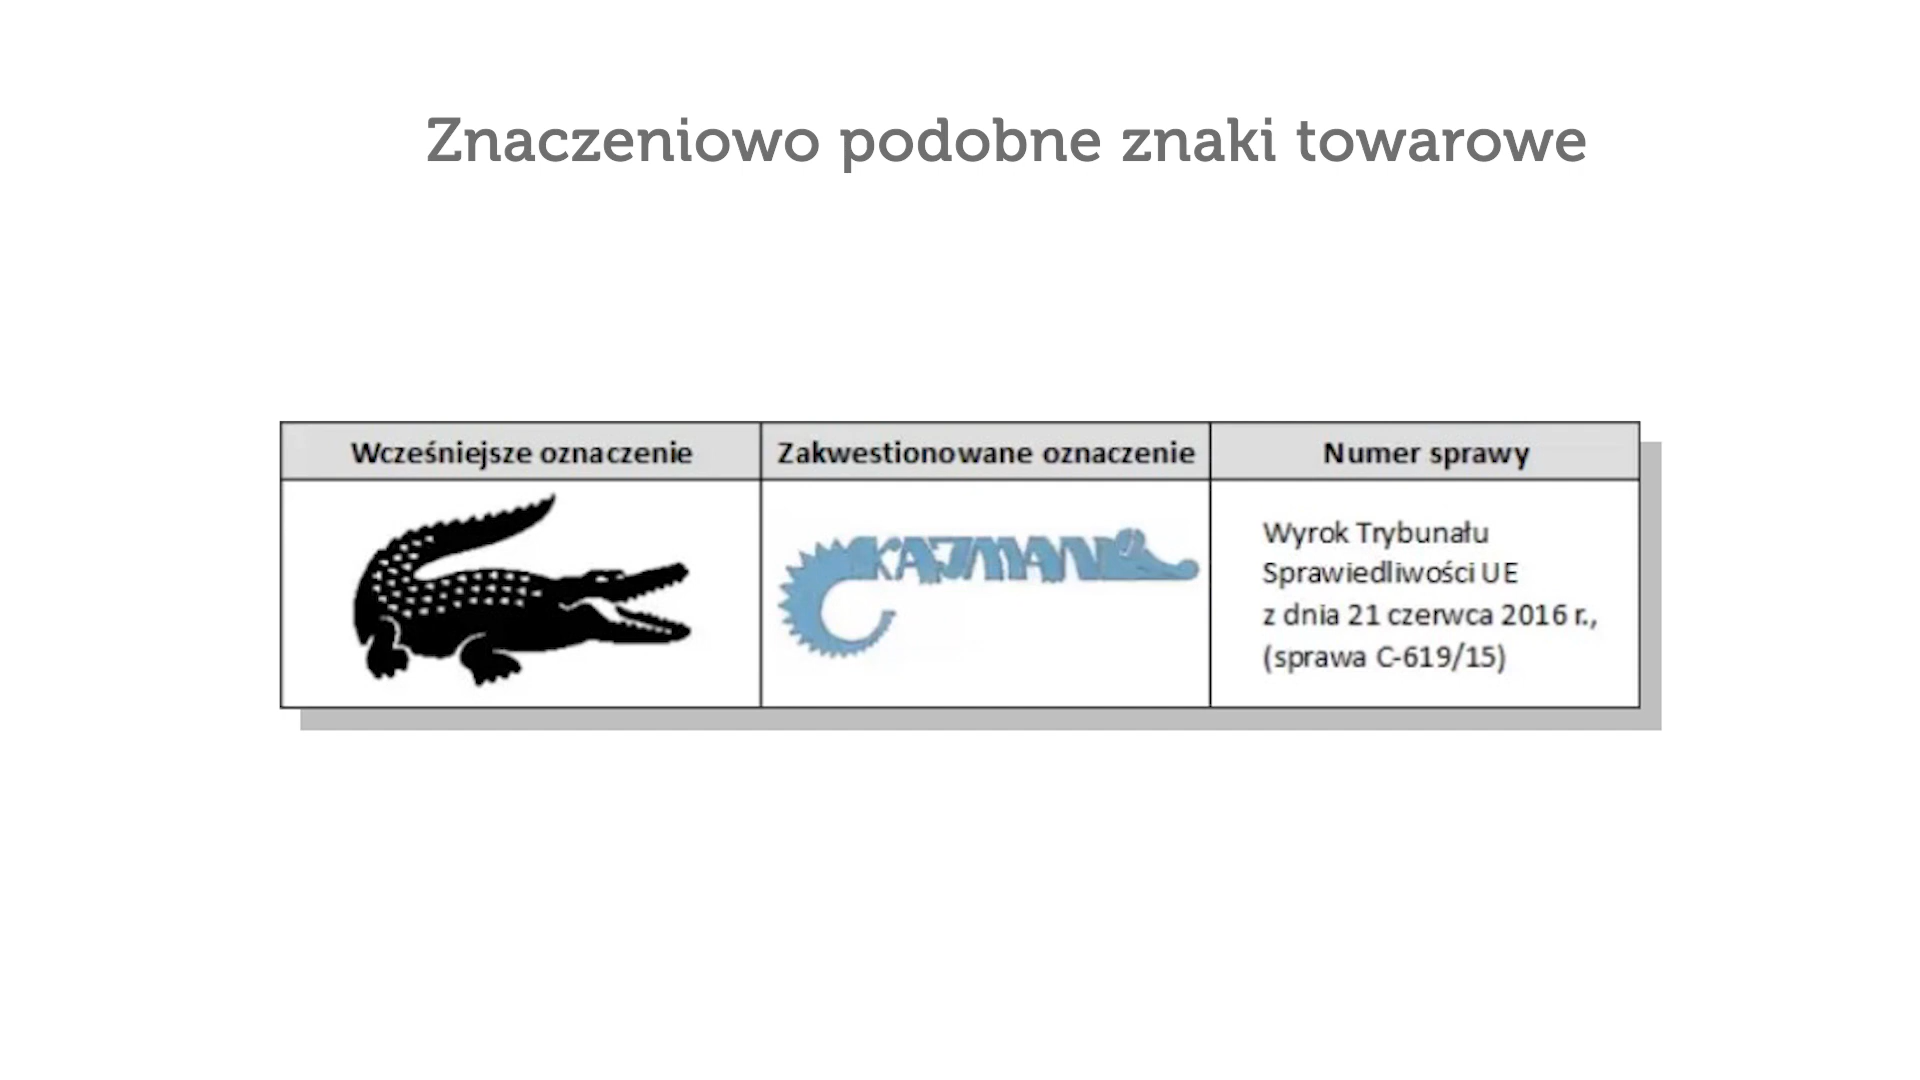 Znaczeniowo podobne znaki towarowe
Wcześniejsze oznaczenie
Zakwestionowane oznaczenie
Numer sprawy
KAJMAN
Wyrok Trybunału
Sprawiedliwości UE
z dnia 21 czerwca 2016 r.,
(sprawa C-619/15)